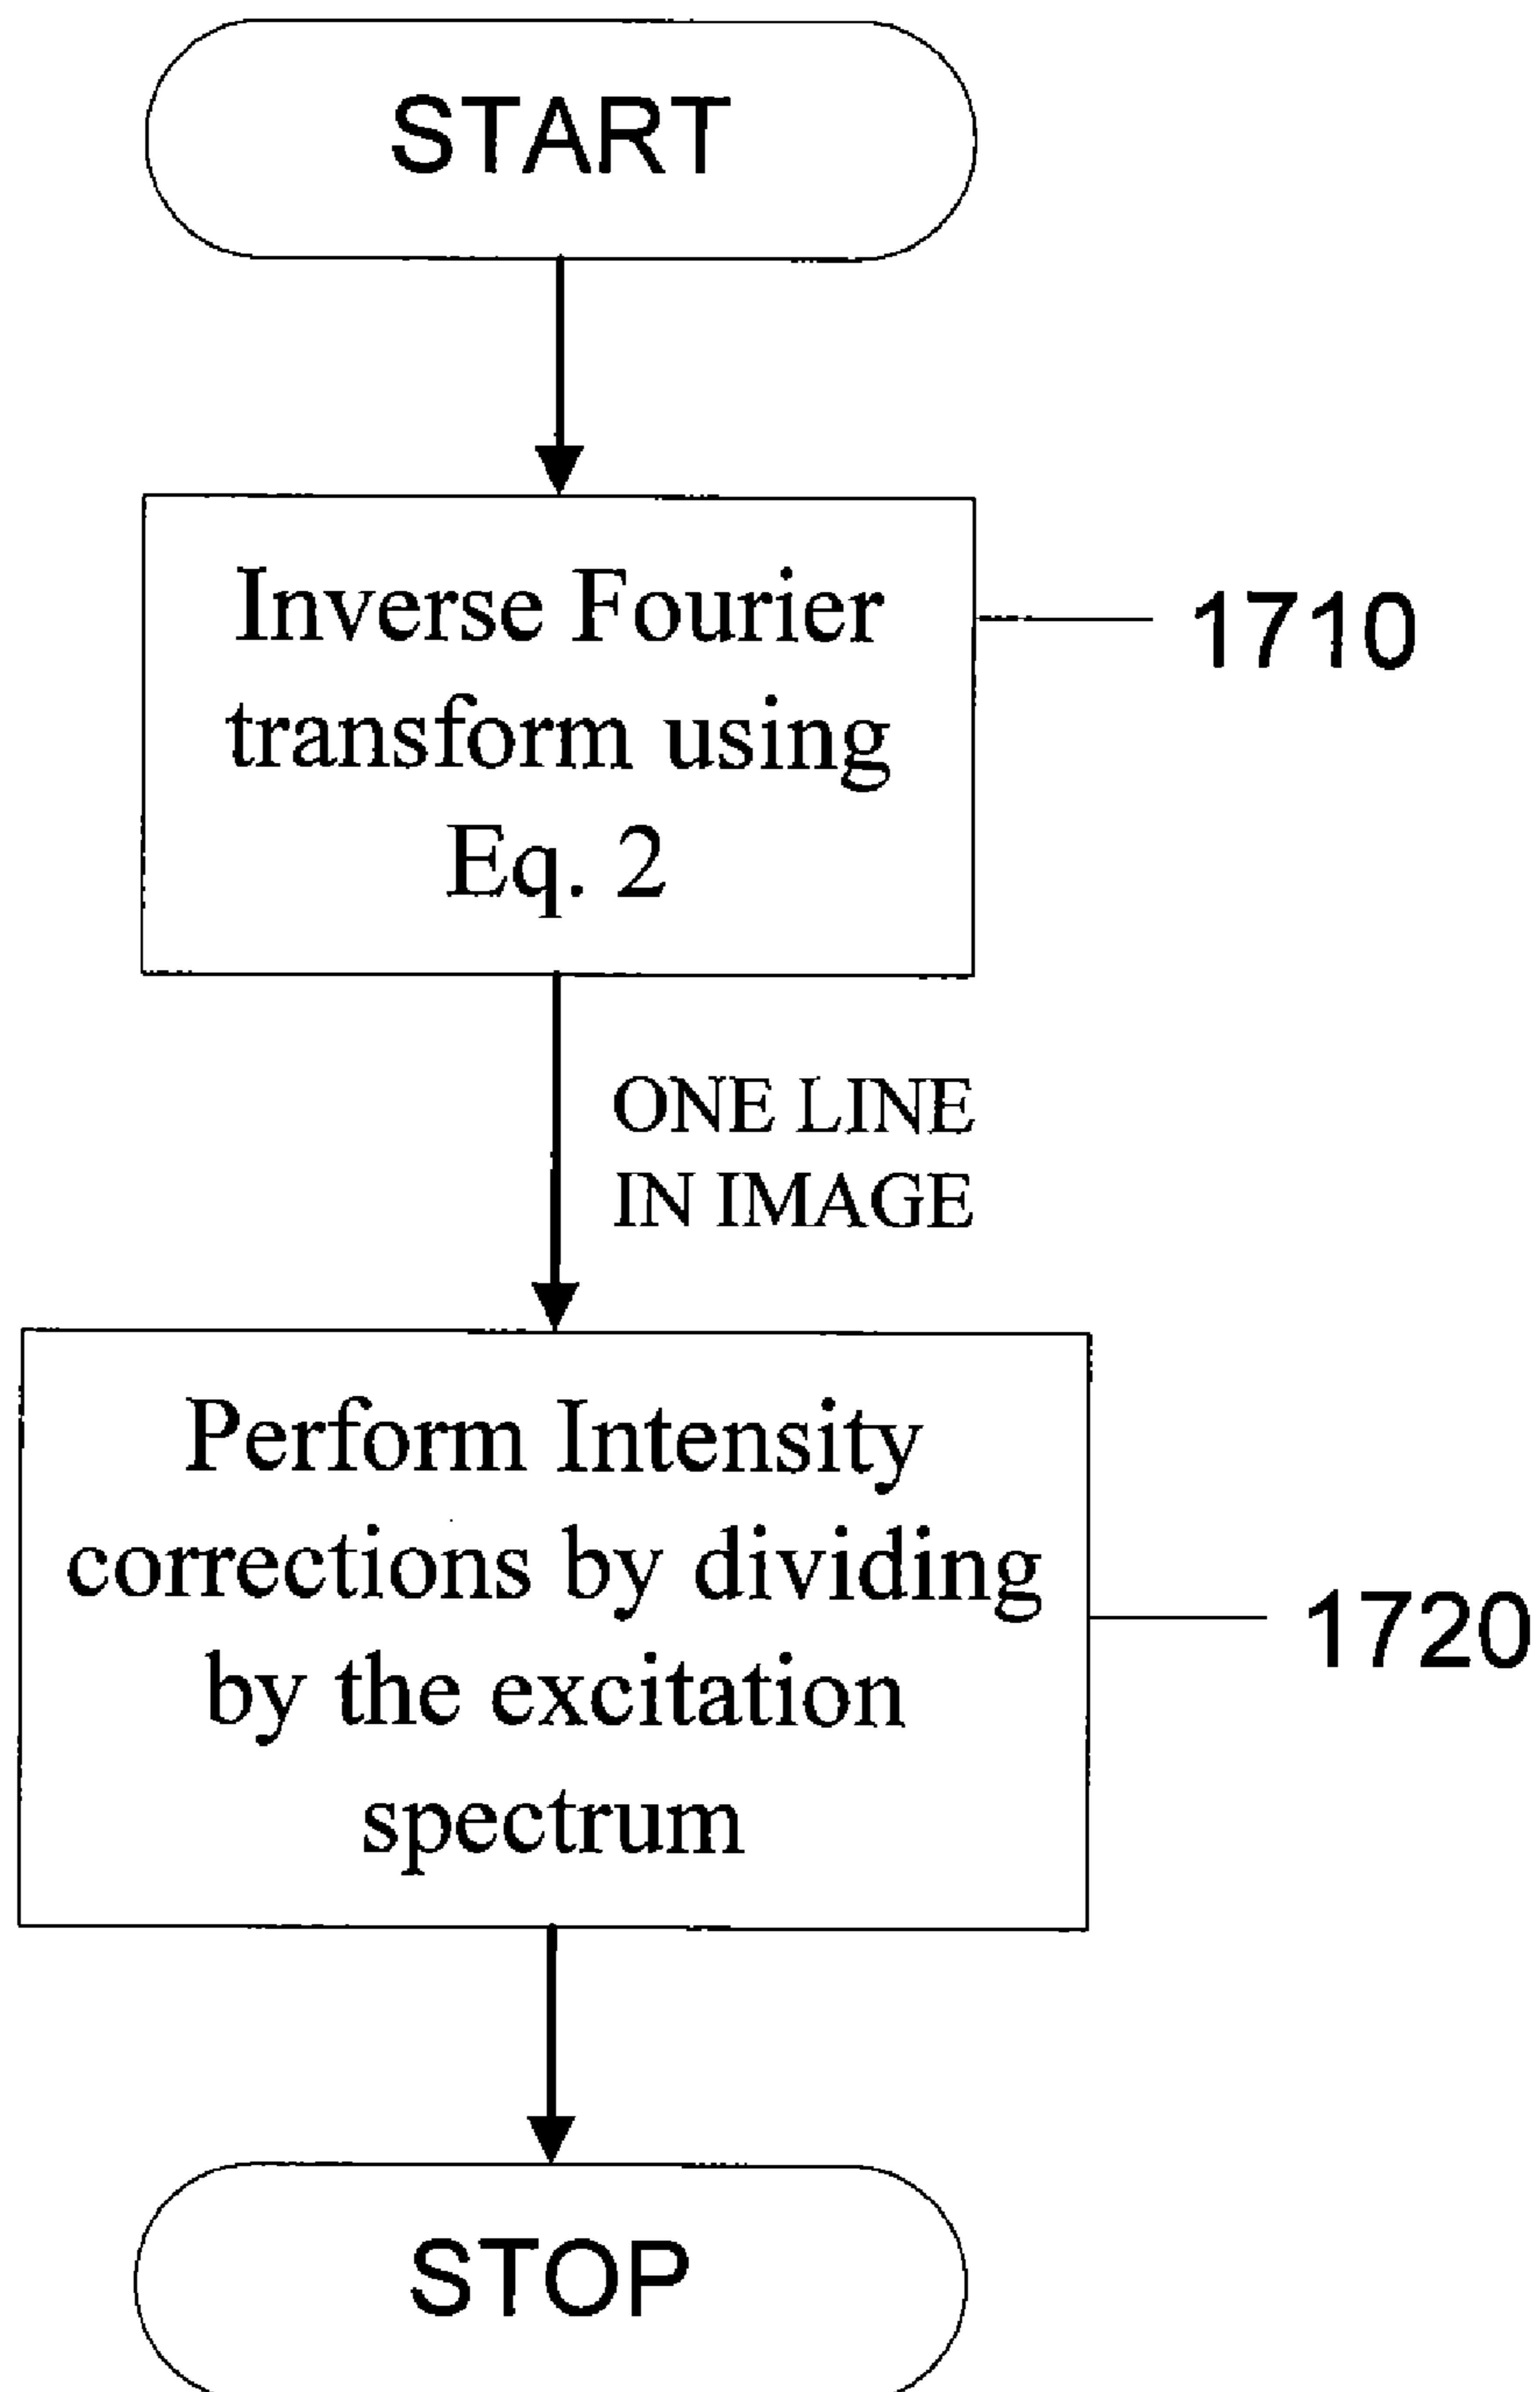 START
Inverse Fourier
transform using
Eq. 2
1710
ONE LINE
IN IMAGE
Perform Intensity
corrections by dividing
by the excitation
spectrum
1720
STOP